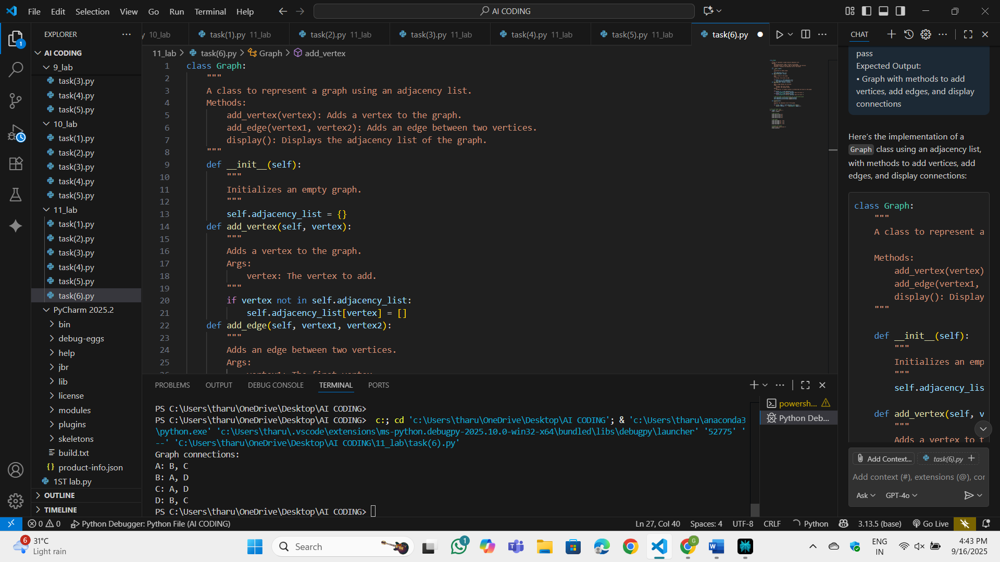 File Edit Selection View Go Run Terminal Help
AI CODING
EXPLORER
AI CODING
9_lab
task(3).py
task(4).py
task(5).py
10_lab
task(1).py
task(2).py
task(3).py
task(4).py
task(5).py
11_lab
task(1).py
task(2).py
task(3).py
task(4).py
task(5).py
task(6).py
PyCharm 2025.2
bin
debug-eggs
help
jbr
lib
license
modules
plugins
skeletons
build.txt
product-info.json
1ST lab.py
OUTLINE
TIMELINE
10_lab task(1).py 11_lab task(2).py 11_lab task(3).py 11_lab task(4).py 11_lab task(5).py 11_lab task(6).py
11_lab > task(6).py > Graph > add_vertex
1 class Graph:
2 """
3 A class to represent a graph using an adjacency list.
4 Methods:
5 add_vertex(vertex): Adds a vertex to the graph.
6 add_edge(vertex1, vertex2): Adds an edge between two vertices.
7 display(): Displays the adjacency list of the graph.
8 """
9 def __init__(self):
10 """
11 Initializes an empty graph.
12 """
13 self.adjacency_list = {}
14 def add_vertex(self, vertex):
15 """
16 Adds a vertex to the graph.
17 Args:
18 vertex: The vertex to add.
19 """
20 if vertex not in self.adjacency_list:
21 self.adjacency_list[vertex] = []
22 def add_edge(self, vertex1, vertex2):
23 """
24 Adds an edge between two vertices.
25 Args:
PROBLEMS OUTPUT DEBUG CONSOLE TERMINAL PORTS
PS C:\Users\tharu\OneDrive\Desktop\AI CODING>
PS C:\Users\tharu\OneDrive\Desktop\AI CODING> c:; cd 'c:\Users\tharu\OneDrive\Desktop\AI CODING'; & 'c:\Users\tharu\anaconda3
\python.exe' 'c:\Users\tharu\.vscode\extensions\ms-python.debugpy-2025.10.0-win32-x64\bundled\libs\debugpy\launcher' '52775' '
--' 'C:\Users\tharu\OneDrive\Desktop\AI CODING\11_lab\task(6).py'
Graph connections:
A: B, C
B: A, D
C: A, D
D: B, C
PS C:\Users\tharu\OneDrive\Desktop\AI CODING>
powersh...
Python Deb...
CHAT
pass
Expected Output:
• Graph with methods to add
vertices, add edges, and display
connections
Here's the implementation of a
Graph class using an adjacency list,
with methods to add vertices, add
edges, and display connections:
class Graph:
"""
A class to represent a
Methods:
add_vertex(vertex)
add_edge(vertex1,
display(): Display
"""
def __init__(self):
"""
Initializes an emp
"""
self.adjacency_lis
def add_vertex(self, v
"""
Adds a vertex to t
Add Context... task(6).py +
Add context (#), extensions (@), cor
Ask GPT-4o
1
0 0 Python Debugger: Python File (AI CODING) Ln 27, Col 40 Spaces: 4 UTF-8 CRLF Python 3.13.5 (base) Go Live
6 31°C
Light rain
Search
1
G
ENG
IN
4:43 PM
9/16/2025